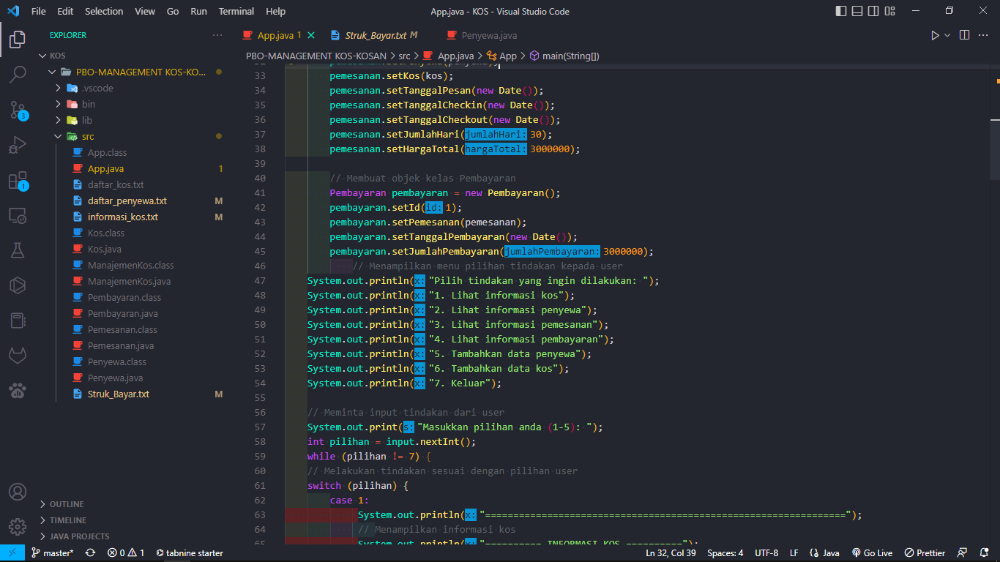 File Edit Selection View Go Run Terminal Help
App.java - KOS - Visual Studio Code
EXPLORER
KOS
PBO-MANAGEMENT KOS-KO...
.vscode
bin
lib
src
App.class
App.java 1
daftar_kos.txt
daftar_penyewa.txt M
informasi_kos.txt M
Kos.class
Kos.java
ManajemenKos.class
ManajemenKos.java
Pembayaran.class
Pembayaran.java
Pemesanan.class
Pemesanan.java
Penyewa.class
Penyewa.java
Struk_Bayar.txt M
OUTLINE
TIMELINE
JAVA PROJECTS
3
1
App.java 1 Struk_Bayar.txt M Penyewa.java
PBO-MANAGEMENT KOS-KOSAN > src > App.java > App > main(String[])
33 pemesanan.setKos(kos);
34 pemesanan.setTanggalPesan(new Date());
35 pemesanan.setTanggalCheckin(new Date());
36 pemesanan.setTanggalCheckout(new Date());
37 pemesanan.setJumlahHari(jumlahHari: 30);
38 pemesanan.setHargaTotal(hargaTotal: 3000000);
39
40 // Membuat objek kelas Pembayaran
41 Pembayaran pembayaran = new Pembayaran();
42 pembayaran.setId(id: 1);
43 pembayaran.setPemesanan(pemesanan);
44 pembayaran.setTanggalPembayaran(new Date());
45 pembayaran.setJumlahPembayaran(jumlahPembayaran: 3000000);
46 // Menampilkan menu pilihan tindakan kepada user
47 System.out.println(x: "Pilih tindakan yang ingin dilakukan: ");
48 System.out.println(x: "1. Lihat informasi kos");
49 System.out.println(x: "2. Lihat informasi penyewa");
50 System.out.println(x: "3. Lihat informasi pemesanan");
51 System.out.println(x: "4. Lihat informasi pembayaran");
52 System.out.println(x: "5. Tambahkan data penyewa");
53 System.out.println(x: "6. Tambahkan data kos");
54 System.out.println(x: "7. Keluar");
55
56 // Meminta input tindakan dari user
57 System.out.print(s: "Masukkan pilihan anda (1-5): ");
58 int pilihan = input.nextInt();
59 while (pilihan != 7) {
60 // Melakukan tindakan sesuai dengan pilihan user
61 switch (pilihan) {
62 case 1:
63 System.out.println(x: "================================================================");
64 // Menampilkan informasi kos
65 System.out.println(x: "========== INFORMASI KOS ==========");
master* 0 1 tabnine starter
Ln 32, Col 39 Spaces: 4 UTF-8 LF {} Java Go Live Prettier